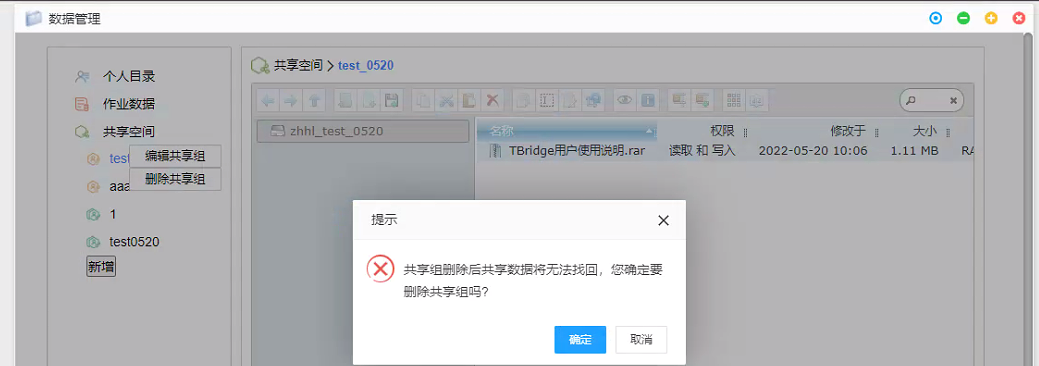 数据管理
个人目录
作业数据
共享空间
test
编辑共享组
删除共享组
aaa
1
test0520
新增
共享空间 test_0520
zhhl_test_0520
名称 权限 修改于 大小
TBridge用户使用说明.rar 读取 和 写入 2022-05-20 10:06 1.11 MB RA
提示
共享组删除后共享数据将无法找回，您确定要
删除共享组吗?
确定 取消